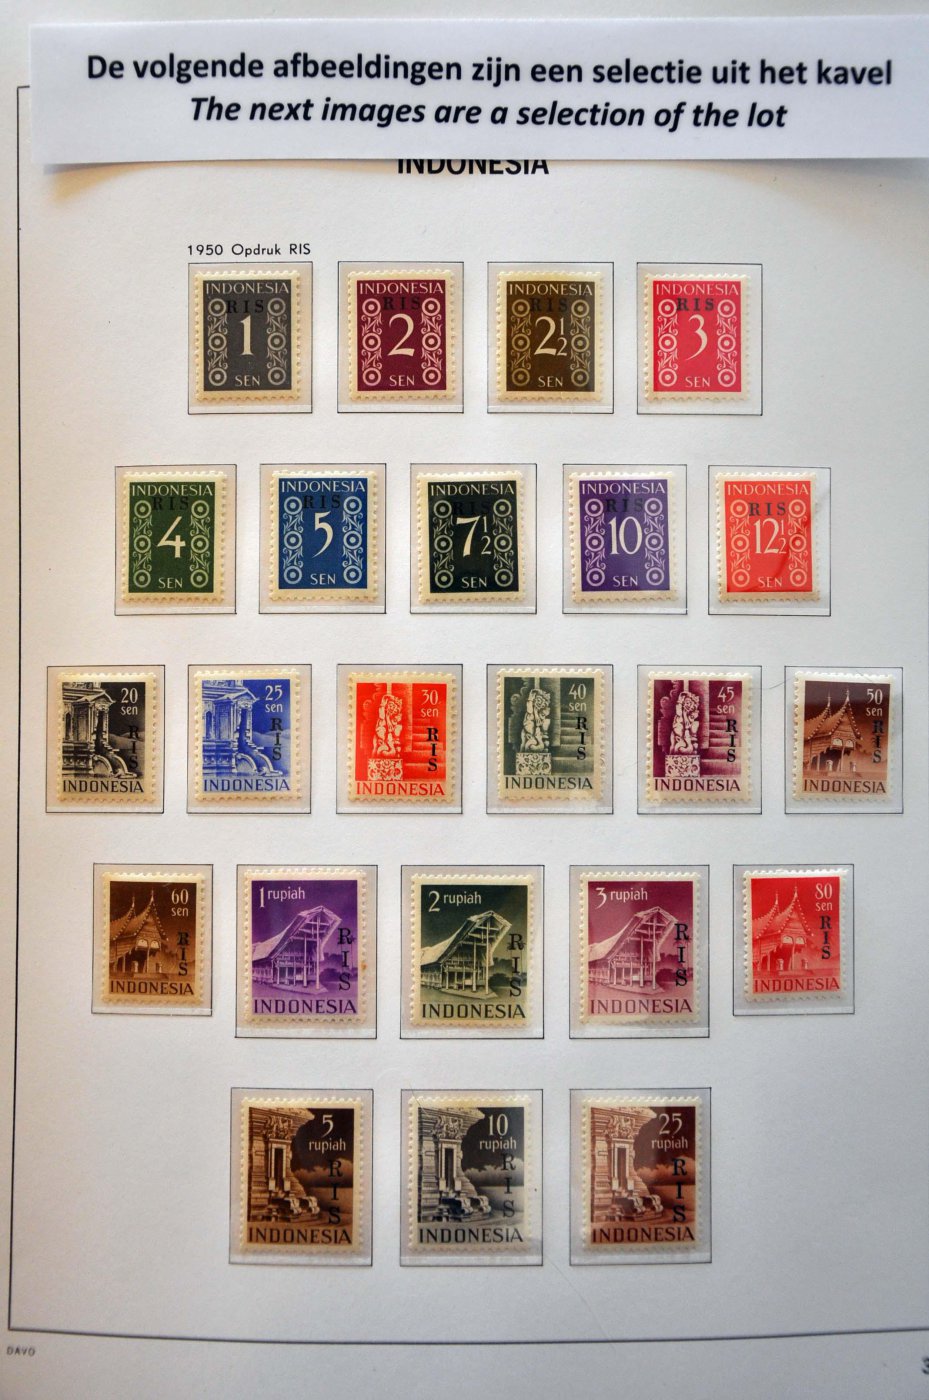 De volgende afbeeldingen zijn een selectie uit het kavel
The next images are a selection of the lot
INDONESIA
1950 Opdruk RIS
INDONESIA
RIS
1
SEN
INDONESIA
RIS
2
SEN
INDONESIA
RIS
2½
SEN
INDONESIA
RIS
3
SEN
INDONESIA
RIS
4
SEN
INDONESIA
RIS
5
SEN
INDONESIA
RIS
7½
SEN
INDONESIA
RIS
10
SEN
INDONESIA
RIS
12½
SEN
20
sen
RIS
INDONESIA
25
sen
RIS
INDONESIA
30
sen
RIS
INDONESIA
40
sen
RIS
INDONESIA
45
sen
RIS
INDONESIA
50
sen
RIS
INDONESIA
60
sen
RIS
INDONESIA
1 rupiah
RIS
INDONESIA
2 rupiah
RIS
INDONESIA
3 rupiah
RIS
INDONESIA
80
sen
RIS
INDONESIA
5
rupiah
RIS
INDONESIA
10
rupiah
RIS
INDONESIA
25
rupiah
RIS
INDONESIA
DAVO